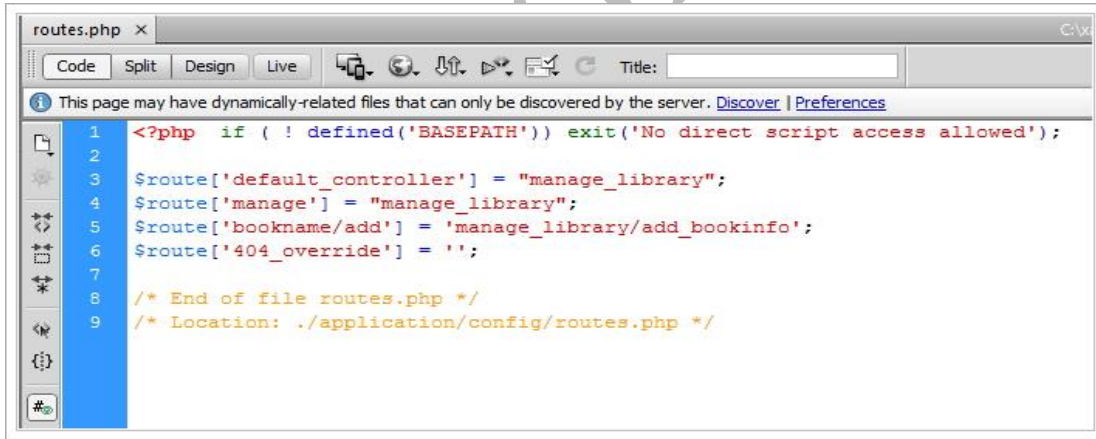 routes.php ×
C:\xa
Code Split Design Live Title:
This page may have dynamically-related files that can only be discovered by the server. Discover | Preferences
1 <?php  if ( ! defined('BASEPATH')) exit('No direct script access allowed');
2
3 $route['default_controller'] = "manage_library";
4 $route['manage'] = "manage_library";
5 $route['bookname/add'] = 'manage_library/add_bookinfo';
6 $route['404_override'] = '';
7
8 /* End of file routes.php */
9 /* Location: ./application/config/routes.php */